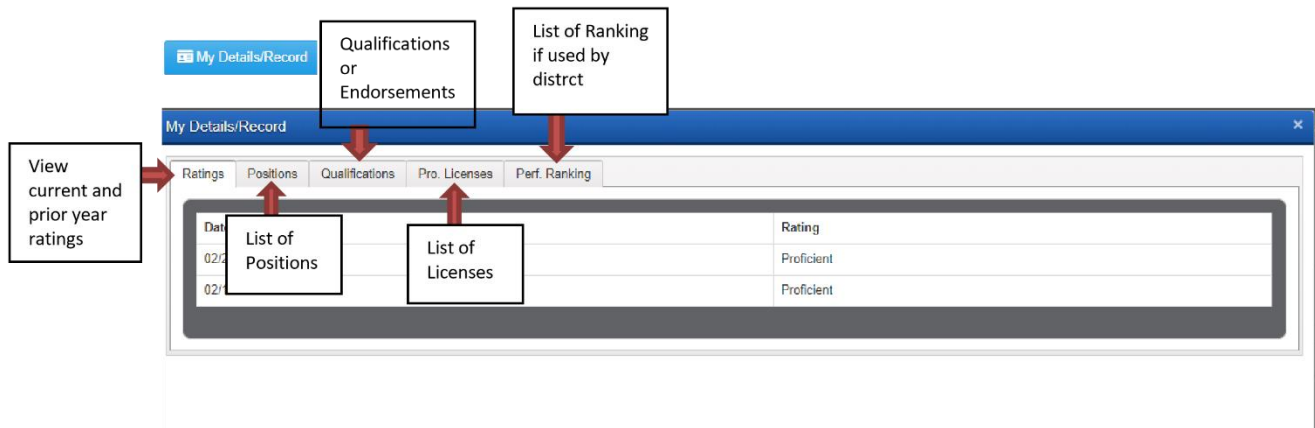 My Details/Record
Qualifications
or
Endorsements
List of Ranking
if used by
distrct
My Details/Record
×
View
current and
prior year
ratings
Ratings Positions Qualifications Pro. Licenses Perf. Ranking
Rating
List of
Positions
List of
Licenses
Proficient
Proficient